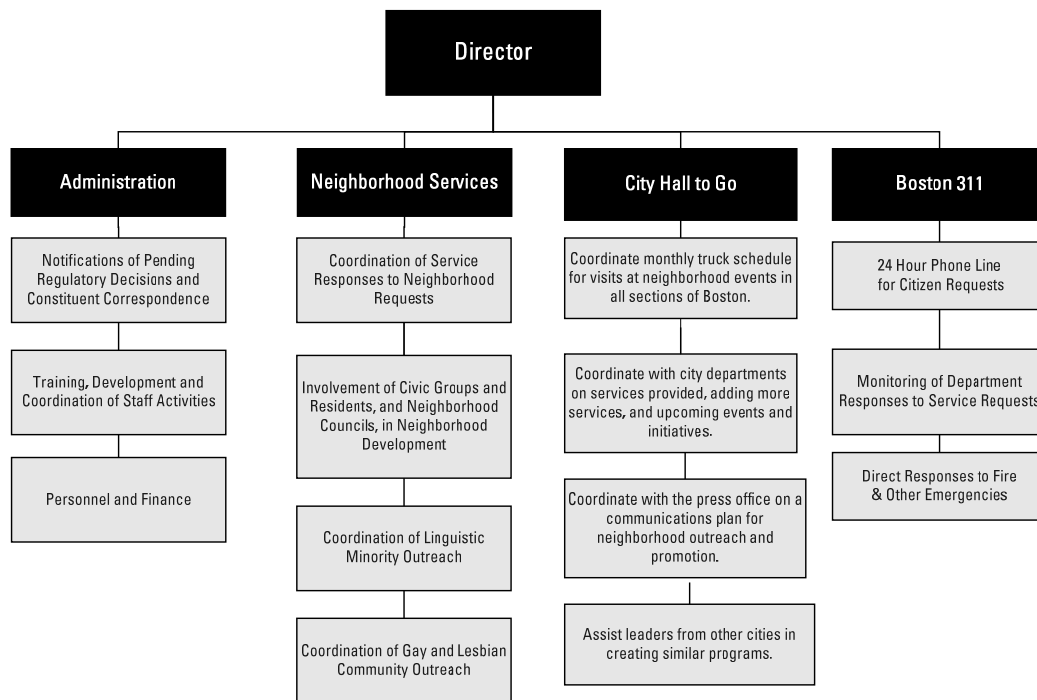 Director
Administration
Notifications of Pending
Regulatory Decisions and
Constituent Correspondence
Training, Development and
Coordination of Staff Activities
Personnel and Finance
Neighborhood Services
Coordination of Service
Responses to Neighborhood
Requests
Involvement of Civic Groups and
Residents, and Neighborhood
Councils, in Neighborhood
Development
Coordination of Linguistic
Minority Outreach
Coordination of Gay and Lesbian
Community Outreach
City Hall to Go
Coordinate monthly truck schedule
for visits at neighborhood events in
all sections of Boston.
Coordinate with city departments
on services provided, adding more
services, and upcoming events and
initiatives.
Coordinate with the press office on a
communications plan for
neighborhood outreach and
promotion.
Assist leaders from other cities in
creating similar programs.
Boston 311
24 Hour Phone Line
for Citizen Requests
Monitoring of Department
Responses to Service Requests
Direct Responses to Fire
& Other Emergencies